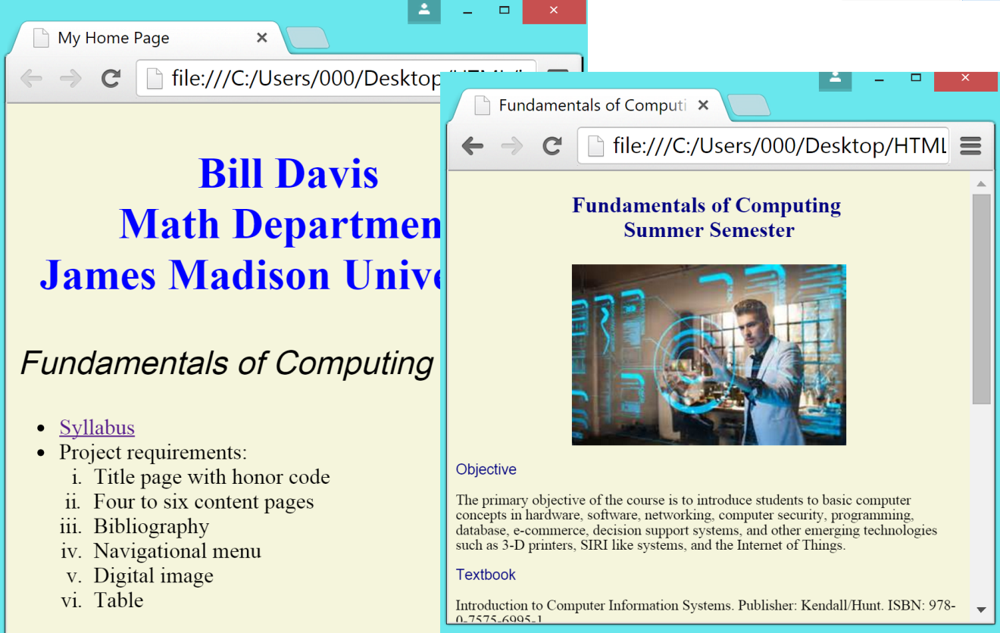 My Home Page
file:///C:/Users/000/Desktop
Bill Davis
Math Departmen
James Madison Unive
Fundamentals of Computing
Syllabus
Project requirements:
i. Title page with honor code
ii. Four to six content pages
iii. Bibliography
iv. Navigational menu
v. Digital image
vi. Table
Fundamentals of Computi
file:///C:/Users/000/Desktop/HTML
Fundamentals of Computing
Summer Semester
Objective
The primary objective of the course is to introduce students to basic computer
concepts in hardware, software, networking, computer security, programming,
database, e-commerce, decision support systems, and other emerging technologies
such as 3-D printers, SIRI like systems, and the Internet of Things.
Textbook
Introduction to Computer Information Systems. Publisher: Kendall/Hunt. ISBN: 978-
0-7575-6995-1